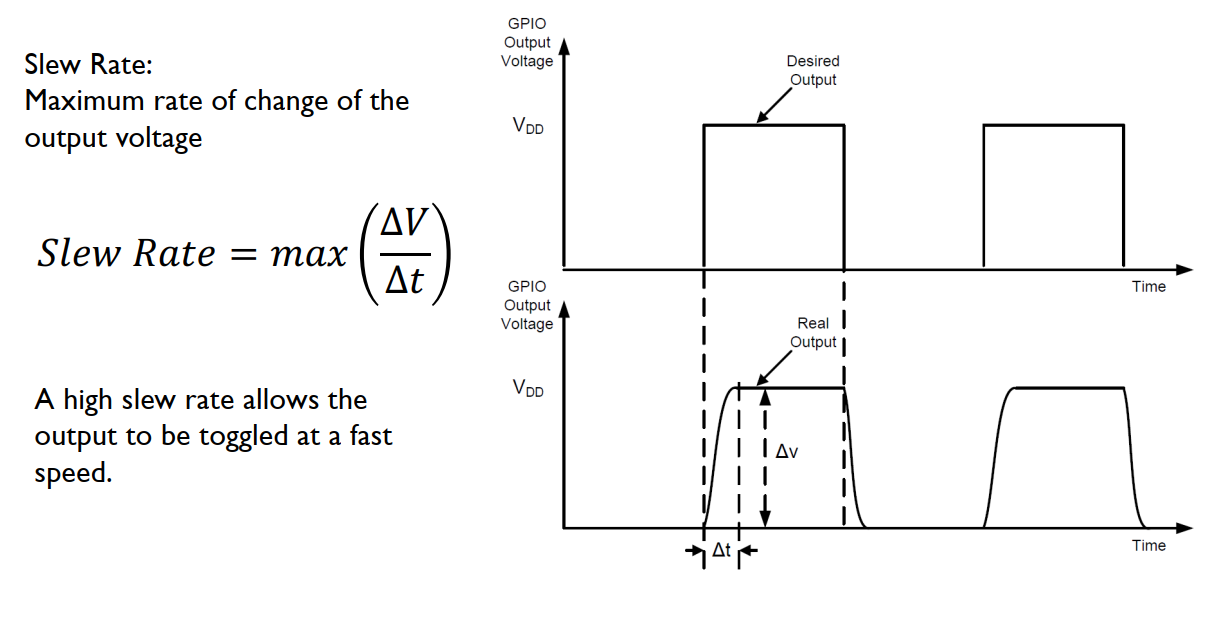 Slew Rate:
Maximum rate of change of the
output voltage
Slew Rate = max(ΔV/Δt)
A high slew rate allows the
output to be toggled at a fast
speed.
GPIO
Output
Voltage
Desired
Output
VDD
Time
GPIO
Output
Voltage
Real
Output
VDD
Δv
Δt
Time